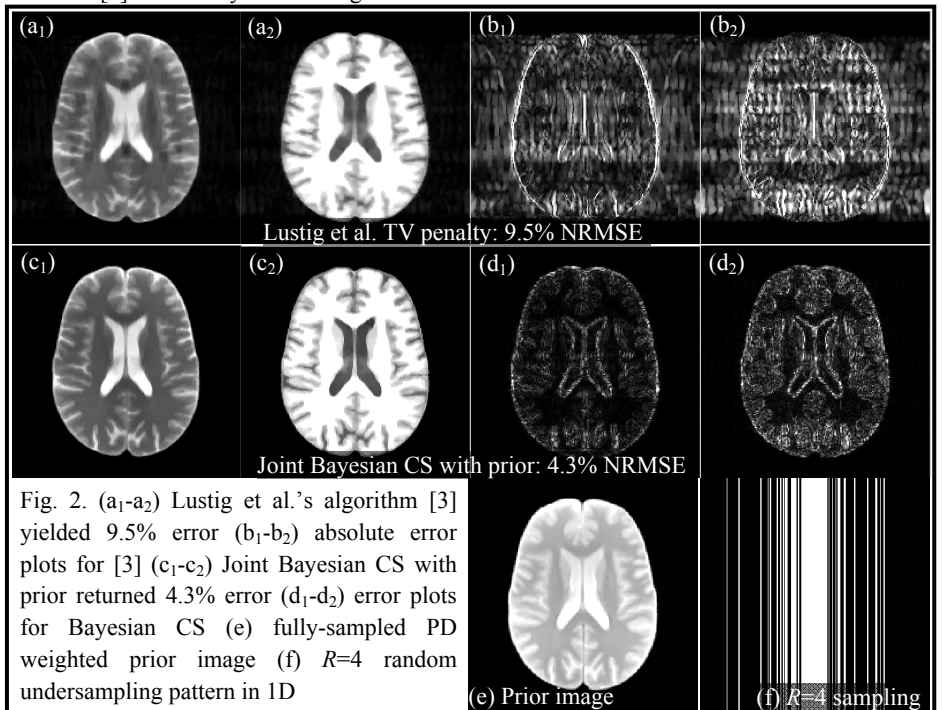 (a₁) (a₂) (b₁) (b₂)
Lustig et al. TV penalty: 9.5% NRMSE
(c₁) (c₂) (d₁) (d₂)
Joint Bayesian CS with prior: 4.3% NRMSE
Fig. 2. (a₁-a₂) Lustig et al.'s algorithm [3]
yielded 9.5% error (b₁-b₂) absolute error
plots for [3] (c₁-c₂) Joint Bayesian CS with
prior returned 4.3% error (d₁-d₂) error plots
for Bayesian CS (e) fully-sampled PD
weighted prior image (f) R=4 random
undersampling pattern in 1D
(e) Prior image
(f) R=4 sampling